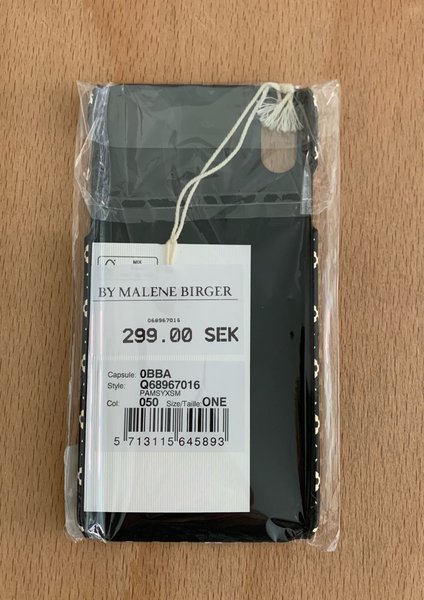 MIX
BY MALENE BIRGER
068967016
299.00 SEK
Capsule: 0BBA
Style: Q68967016
PAMSYXSM
Col: 050 Size/Taille: ONE
5 713115 645893